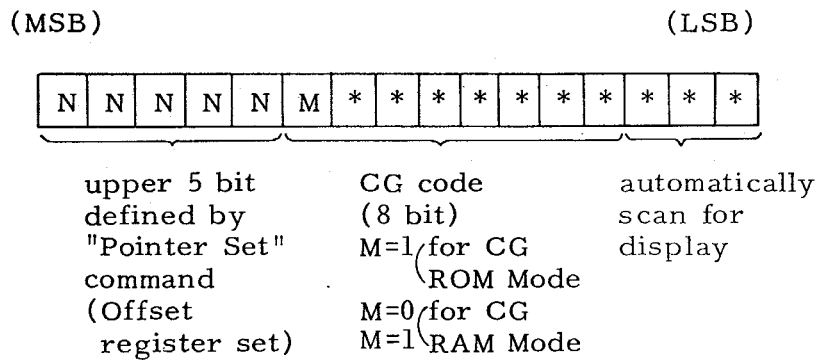 (MSB) (LSB)
N N N N N M * * * * * * * * * *
upper 5 bit CG code automatically
defined by (8 bit) scan for
"Pointer Set" M=1 for CG display
command ROM Mode
(Offset M=0 for CG
register set) M=1 RAM Mode